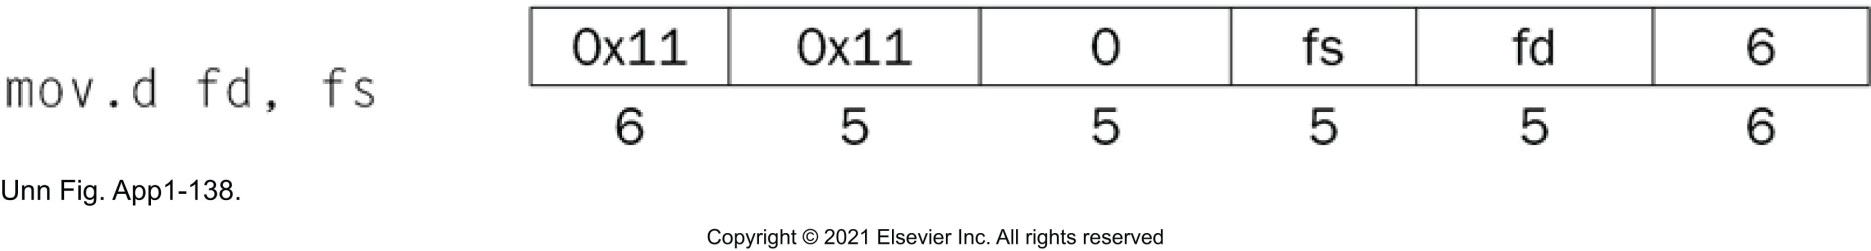 0x11 0x11 0 fs fd 6
mov.d fd, fs
6 5 5 5 5 6
Unn Fig. App1-138.
Copyright © 2021 Elsevier Inc. All rights reserved